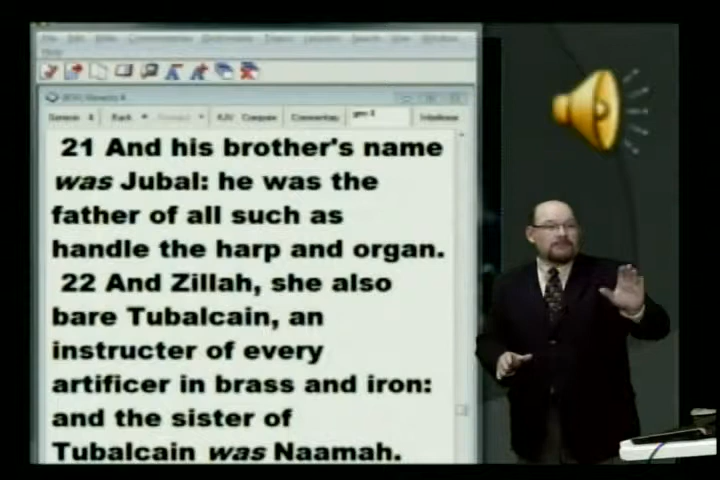 21 And his brother's name
was Jubal: he was the
father of all such as
handle the harp and organ.
22 And Zillah, she also
bare Tubalcain, an
instructer of every
artificer in brass and iron:
and the sister of
Tubalcain was Naamah.